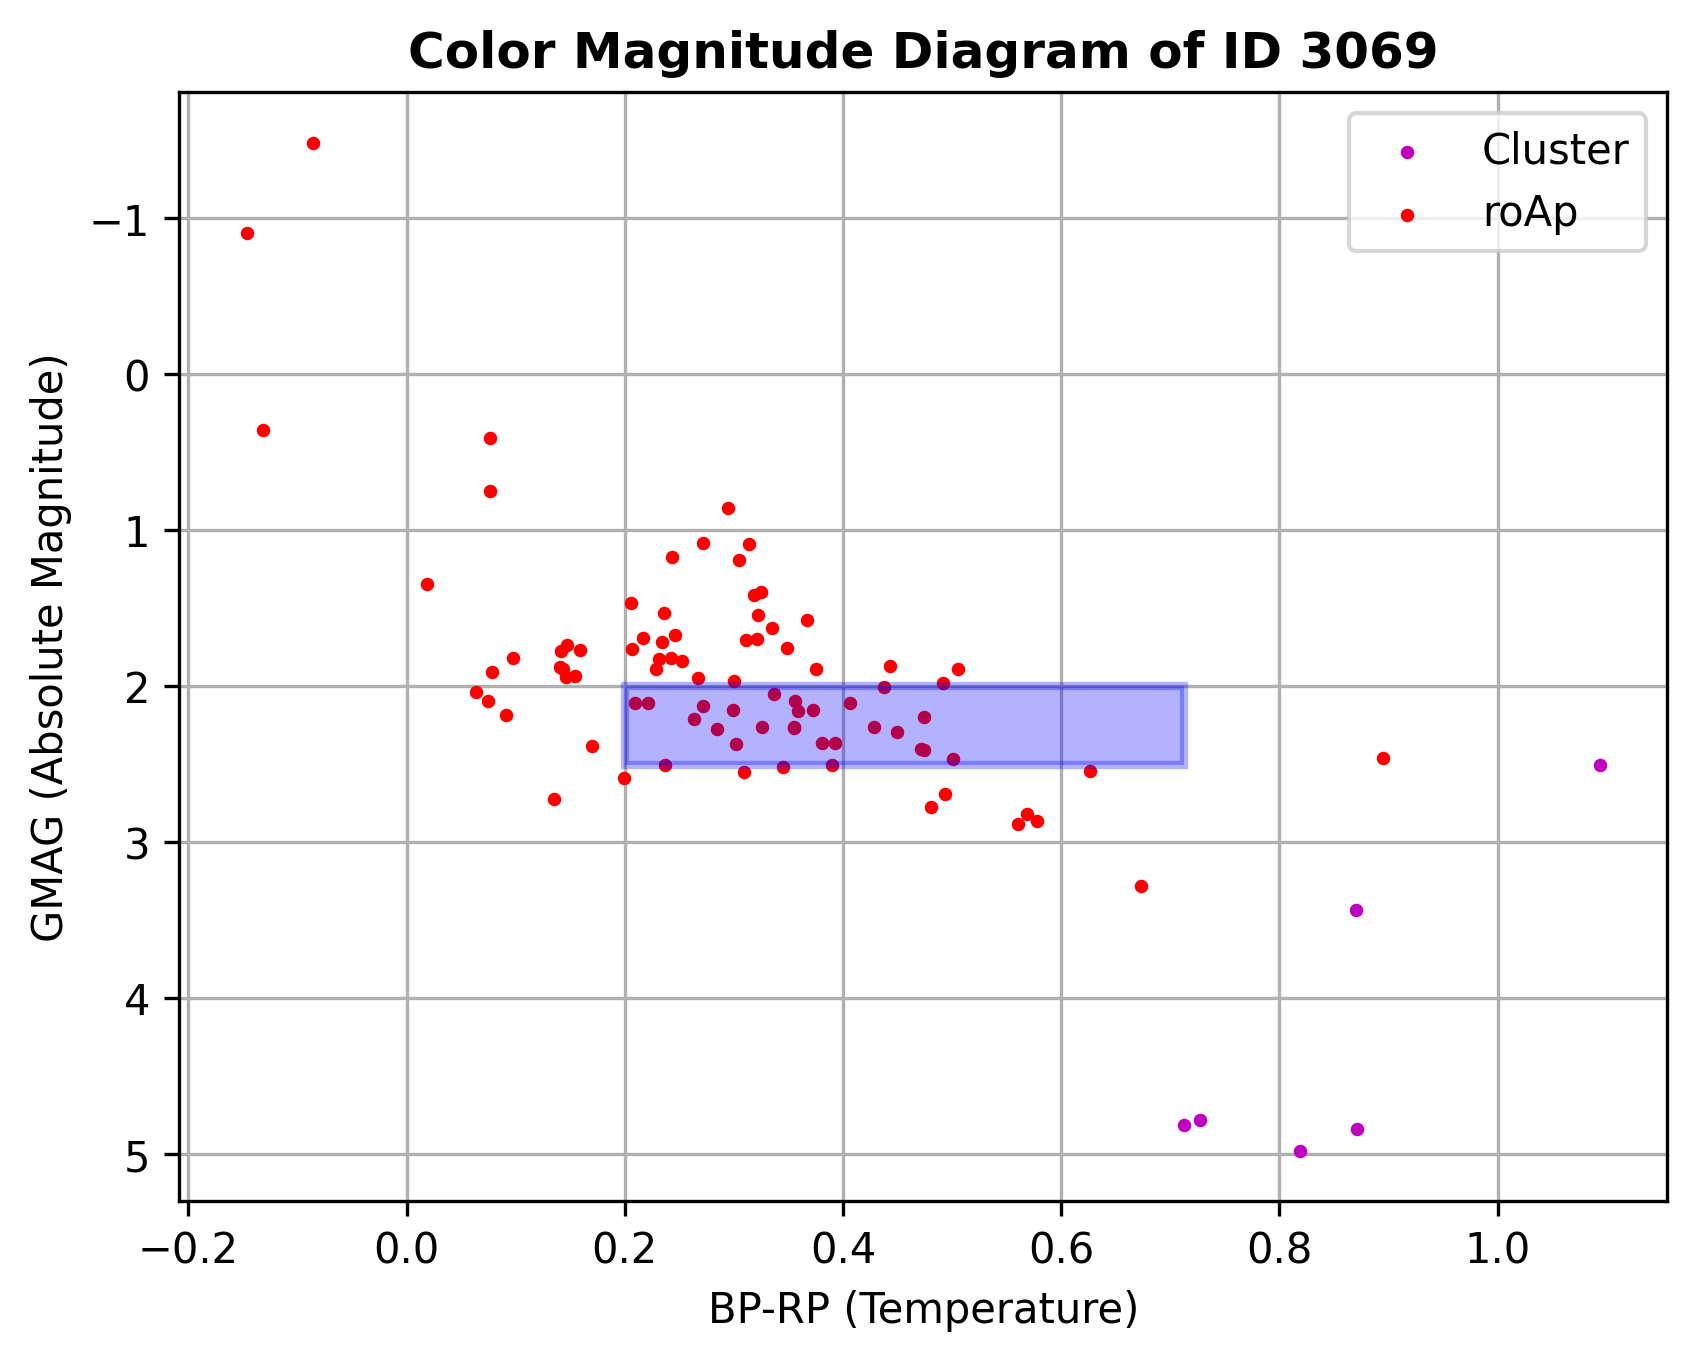 Color Magnitude Diagram of ID 3069
Cluster
roAp
GMAG (Absolute Magnitude)
−1
0
1
2
3
4
5
−0.2 0.0 0.2 0.4 0.6 0.8 1.0
BP-RP (Temperature)